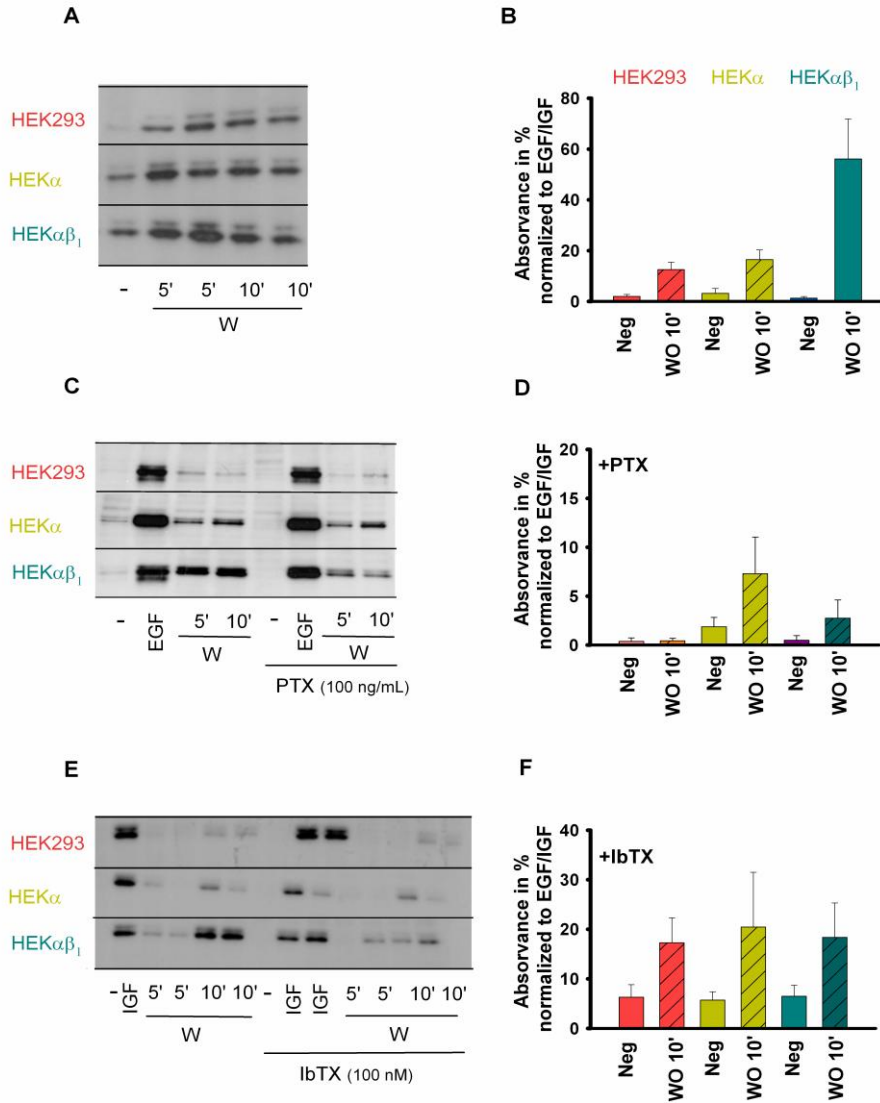 A
HEK293
HEKα
HEKαβ₁
- 5' 5' 10' 10'
W
B
HEK293 HEKα HEKαβ₁
Absorvance in %
normalized to EGF/IGF
80
60
40
20
0
Neg
WO 10'
Neg
WO 10'
Neg
WO 10'
C
HEK293
HEKα
HEKαβ₁
- EGF 5' 10' - EGF 5' 10'
W W
PTX (100 ng/mL)
D
+PTX
Absorvance in %
normalized to EGF/IGF
20
15
10
5
0
Neg
WO 10'
Neg
WO 10'
Neg
WO 10'
E
HEK293
HEKα
HEKαβ₁
- IGF 5' 5' 10' 10' - IGF IGF 5' 5' 10' 10'
W W
IbTX (100 nM)
F
+IbTX
Absorvance in %
normalized to EGF/IGF
40
30
20
10
0
Neg
WO 10'
Neg
WO 10'
Neg
WO 10'